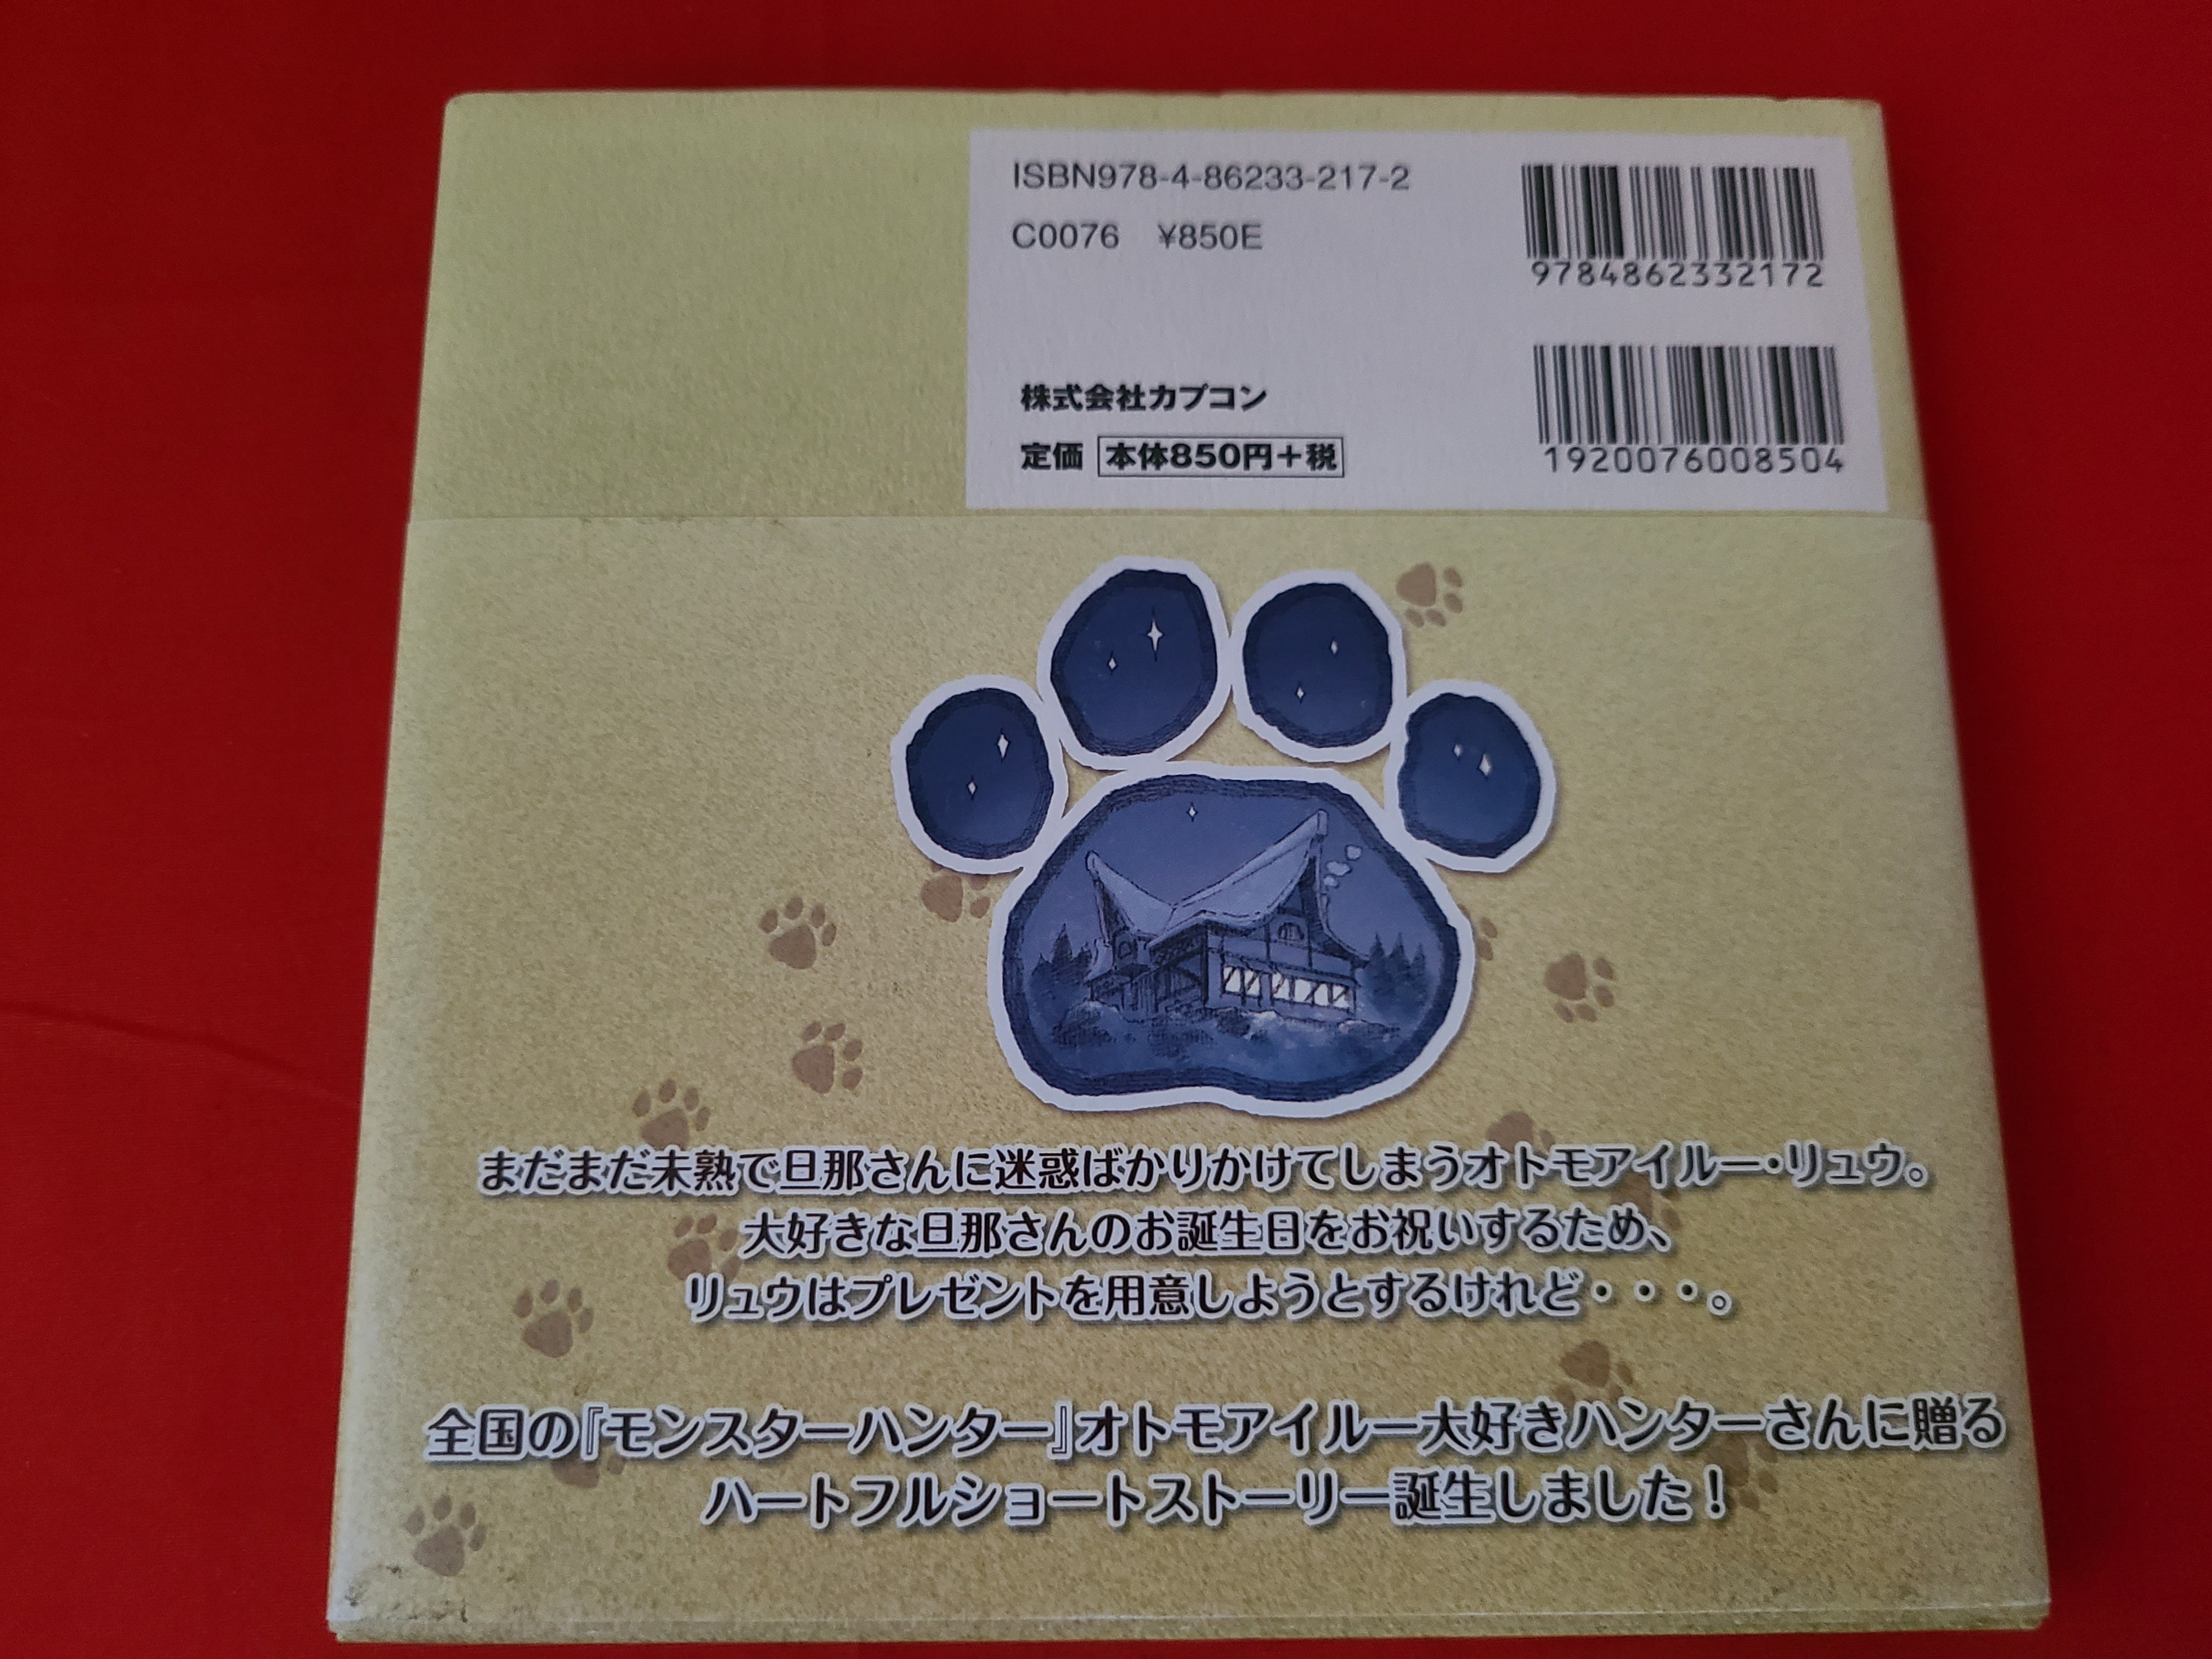 ISBN978-4-86233-217-2
C0076 ¥850E
9784862332172
株式会社カプコン
定価 本体850円+税
1920076008504
まだまだ未熟で旦那さんに迷惑ばかりかけてしまうオトモアイルー・リュウ。
大好きな旦那さんのお誕生日をお祝いするため、
リュウはプレゼントを用意しようとするけれど・・・。
全国の『モンスターハンター』オトモアイルー大好きハンターさんに贈る
ハートフルショートストーリー誕生しました！